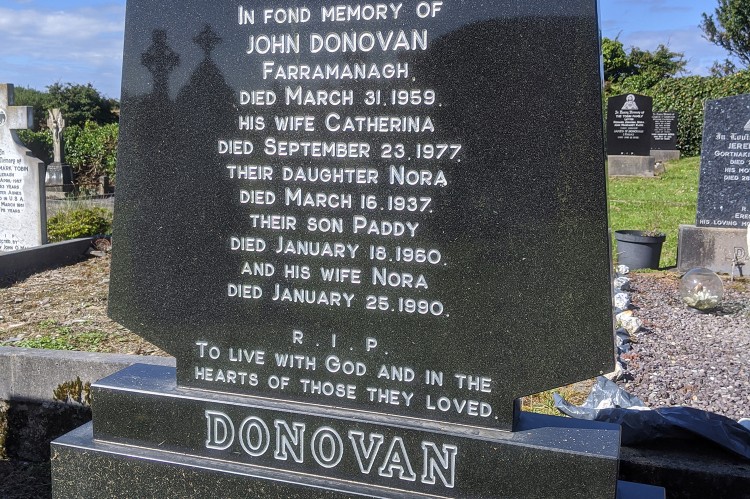 IN FOND MEMORY OF
JOHN DONOVAN
FARRAMANAGH,
DIED MARCH 31.1959.
HIS WIFE CATHERINA
DIED SEPTEMBER 23.1977.
THEIR DAUGHTER NORA,
DIED MARCH 16.1937.
THEIR SON PADDY
DIED JANUARY 18.1960.
AND HIS WIFE NORA
DIED JANUARY 25.1990.
R. I. P.
TO LIVE WITH GOD AND IN THE
HEARTS OF THOSE THEY LOVED.
DONOVAN